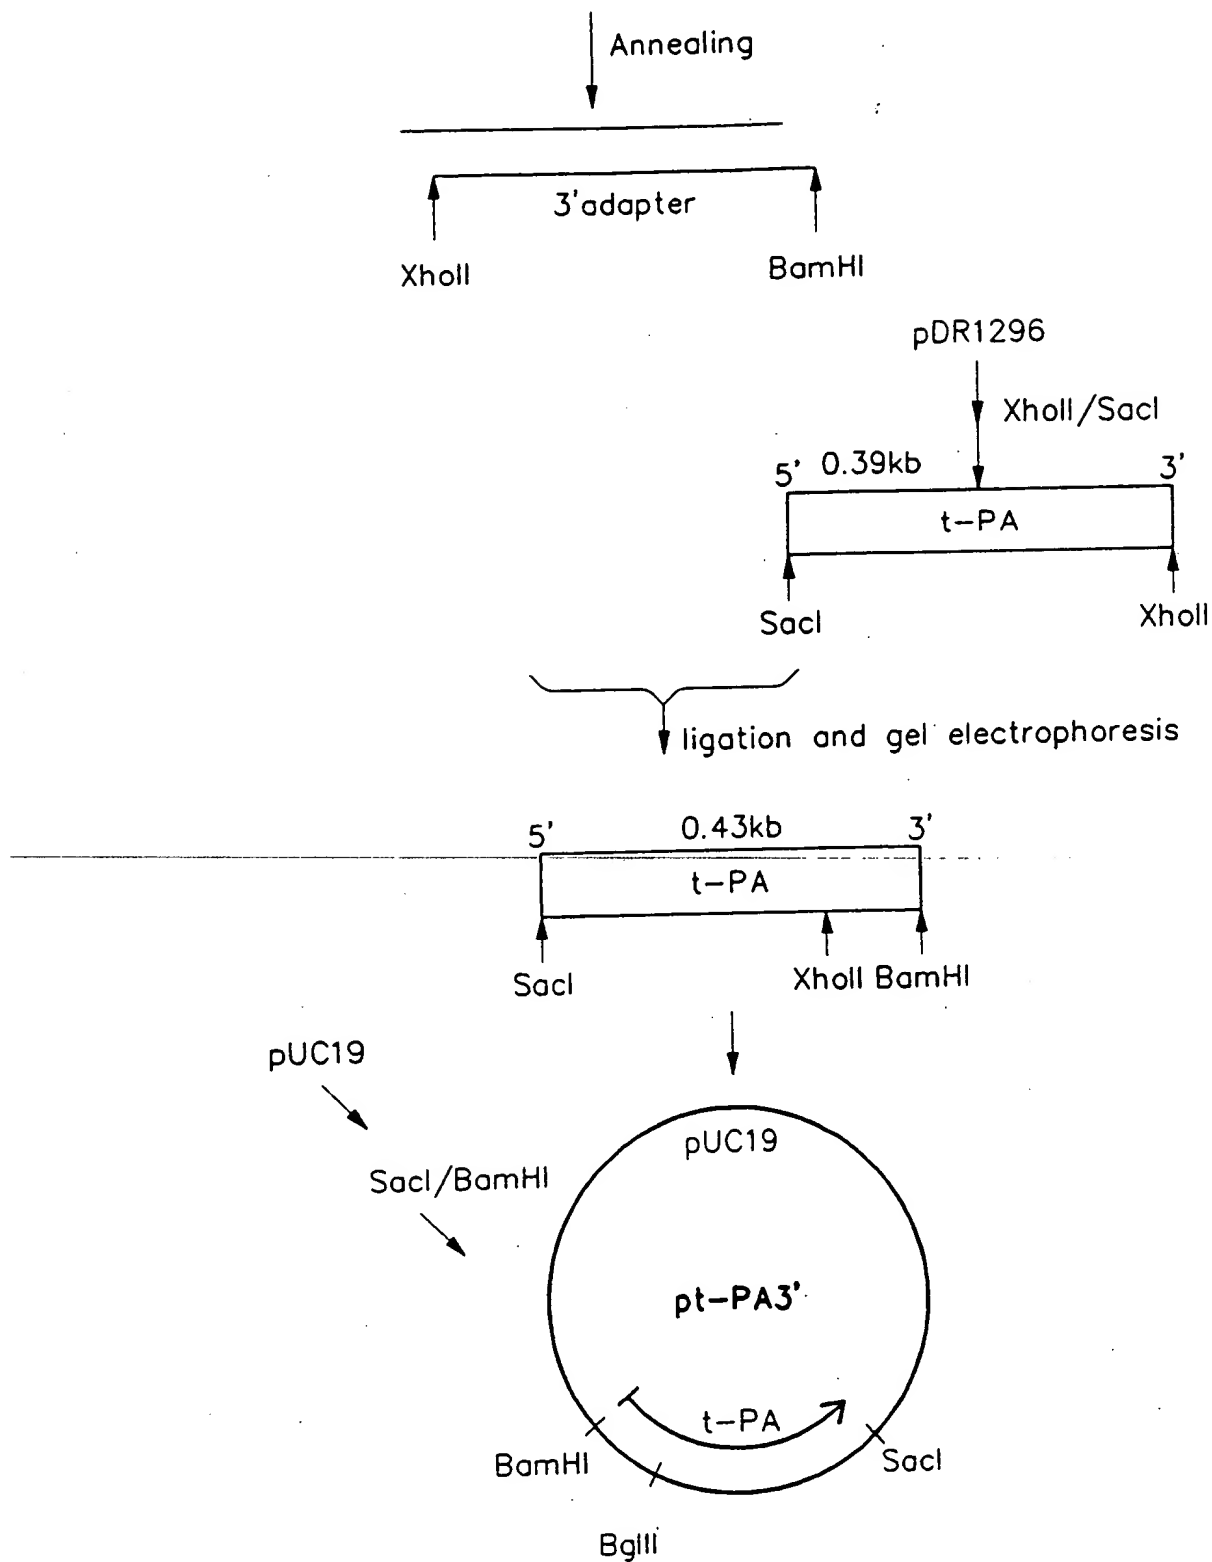 Annealing
3'adapter
XhoII
BamHI
pDR1296
XhoII/SacI
5' 0.39kb 3'
t-PA
SacI
XhoII
ligation and gel electrophoresis
5' 0.43kb 3'
t-PA
SacI
XhoII BamHI
pUC19
SacI/BamHI
pUC19
pt-PA3'
t-PA
BamHI
SacI
BglII